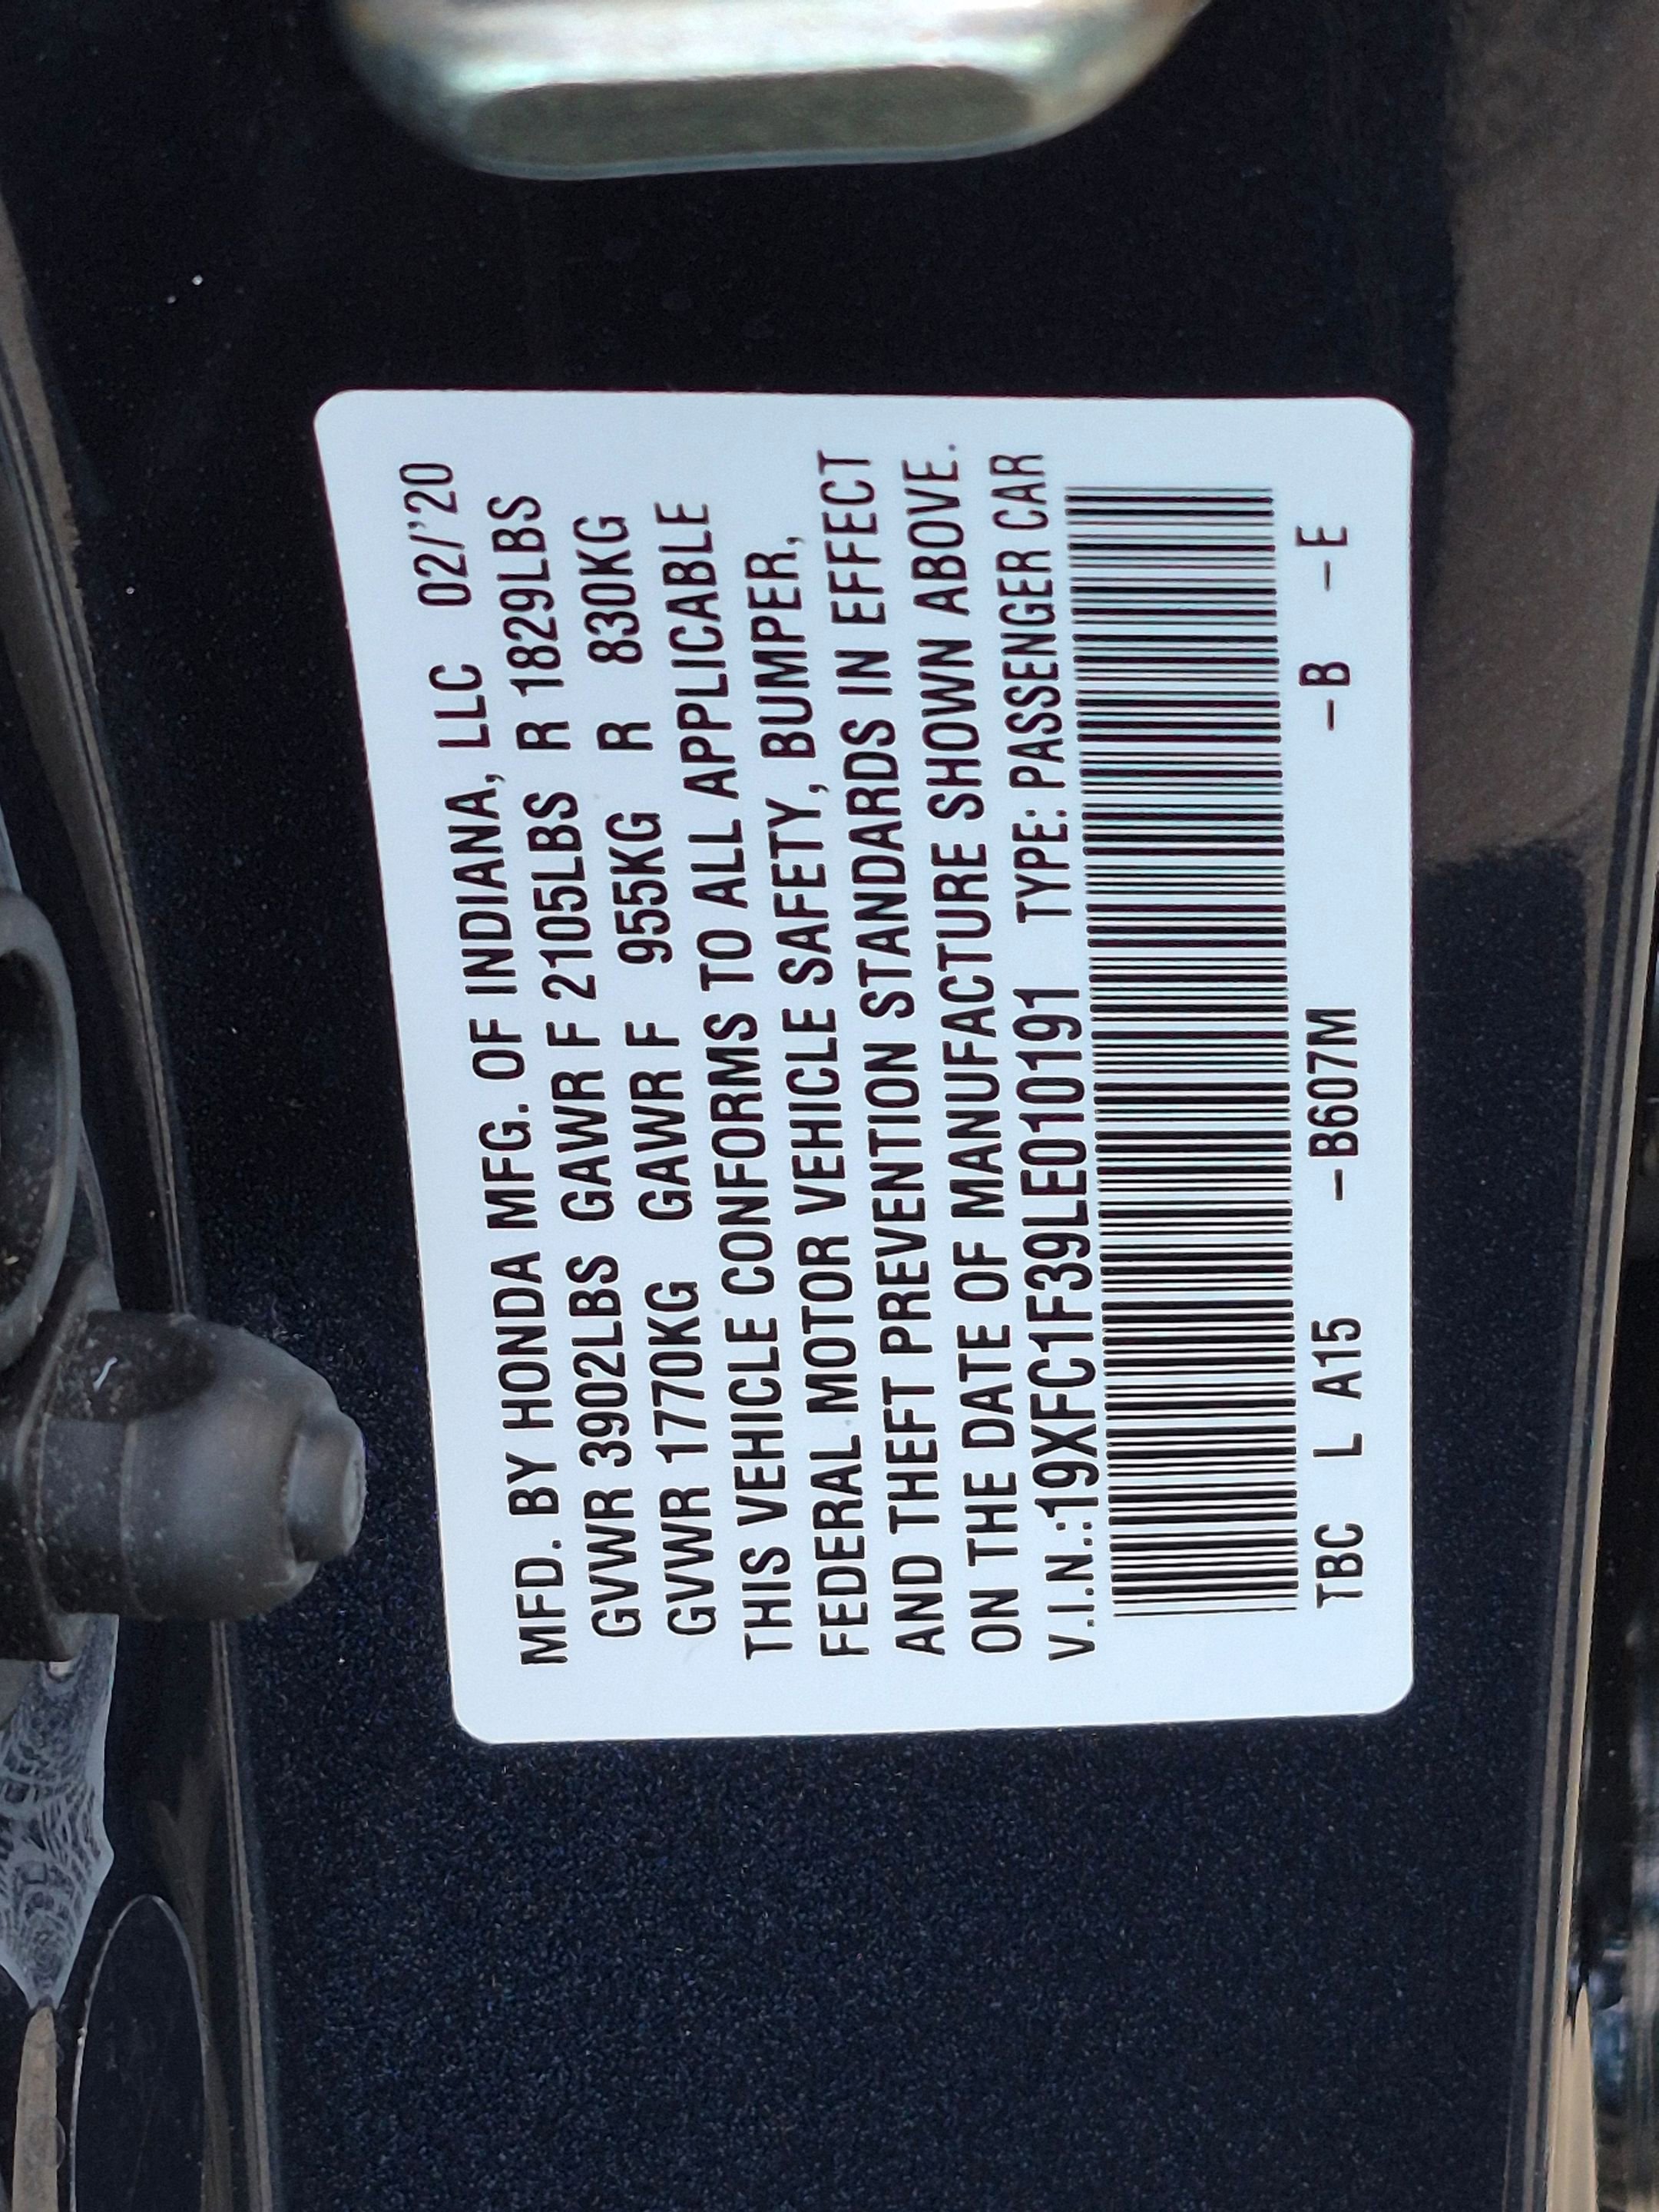 MFD. BY HONDA MFG. OF INDIANA, LLC 02/'20
GVWR 3902LBS GAWR F 2105LBS R 1829LBS
GVWR 1770KG GAWR F 955KG R 830KG
THIS VEHICLE CONFORMS TO ALL APPLICABLE
FEDERAL MOTOR VEHICLE SAFETY, BUMPER,
AND THEFT PREVENTION STANDARDS IN EFFECT
ON THE DATE OF MANUFACTURE SHOWN ABOVE.
V.I.N.:19XFC1F39LE010191 TYPE: PASSENGER CAR
TBC L A15 –B607M –B –E